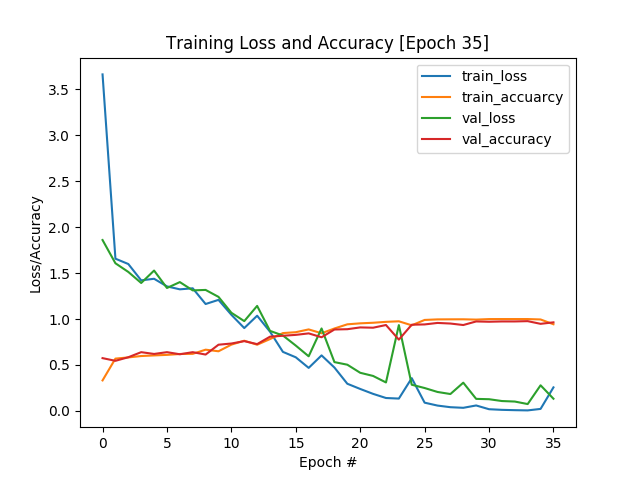 Training Loss and Accuracy [Epoch 35]
train_loss
train_accuarcy
val_loss
val_accuracy
3.5
3.0
2.5
2.0
1.5
1.0
0.5
0.0
Loss/Accuracy
0 5 10 15 20 25 30 35
Epoch #